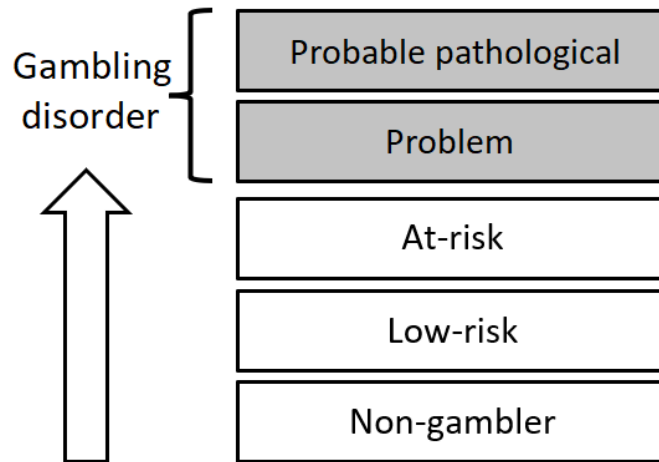 Gambling
disorder
Probable pathological
Problem
At-risk
Low-risk
Non-gambler